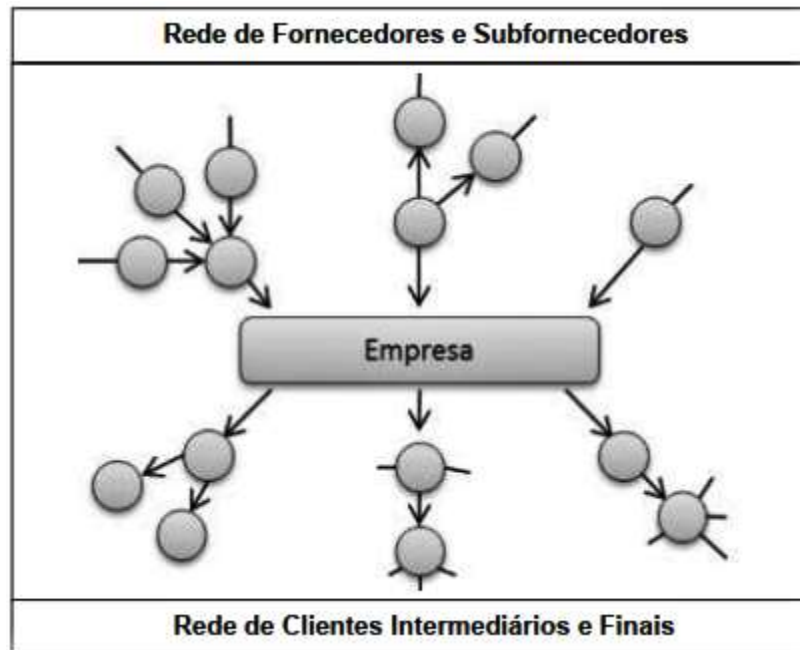 Rede de Fornecedores e Subfornecedores
Empresa
Rede de Clientes Intermediários e Finais